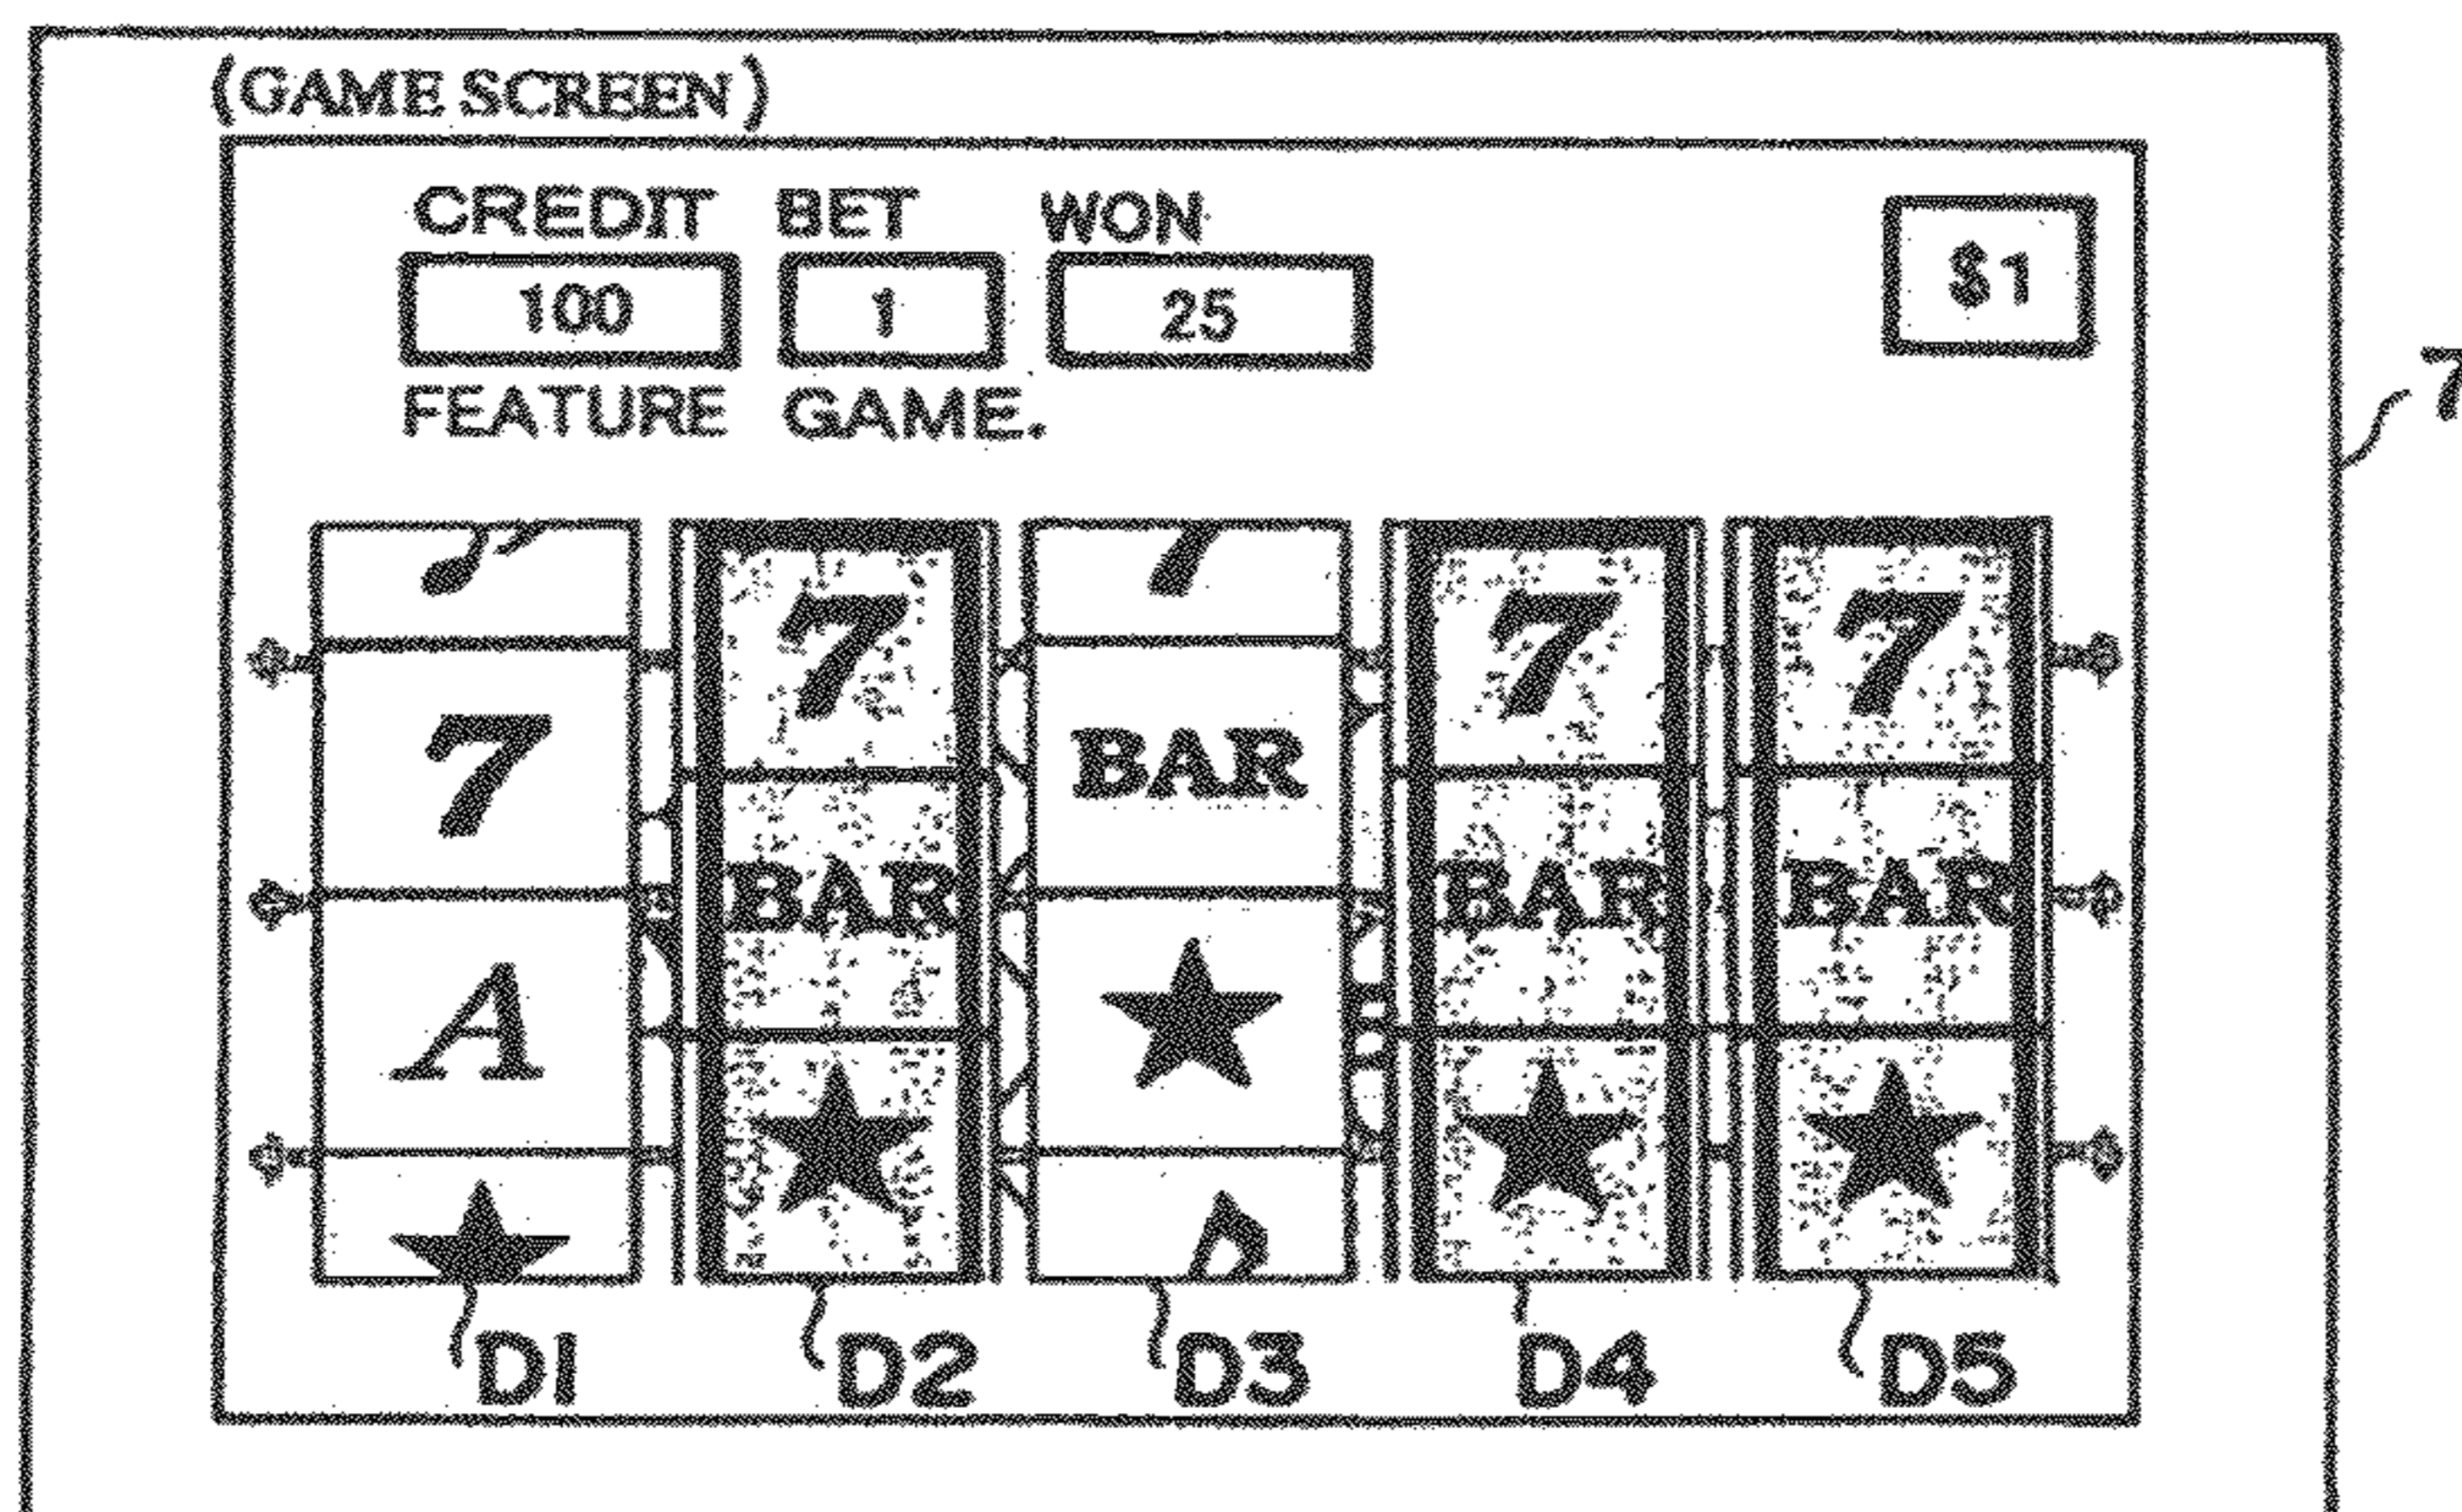 (GAME SCREEN)
CREDIT BET WON
100 1 25 $1
FEATURE GAME.
7
7 7 7 7
7 BAR
BAR BAR BAR
A
D1 D2 D3 D4 D5